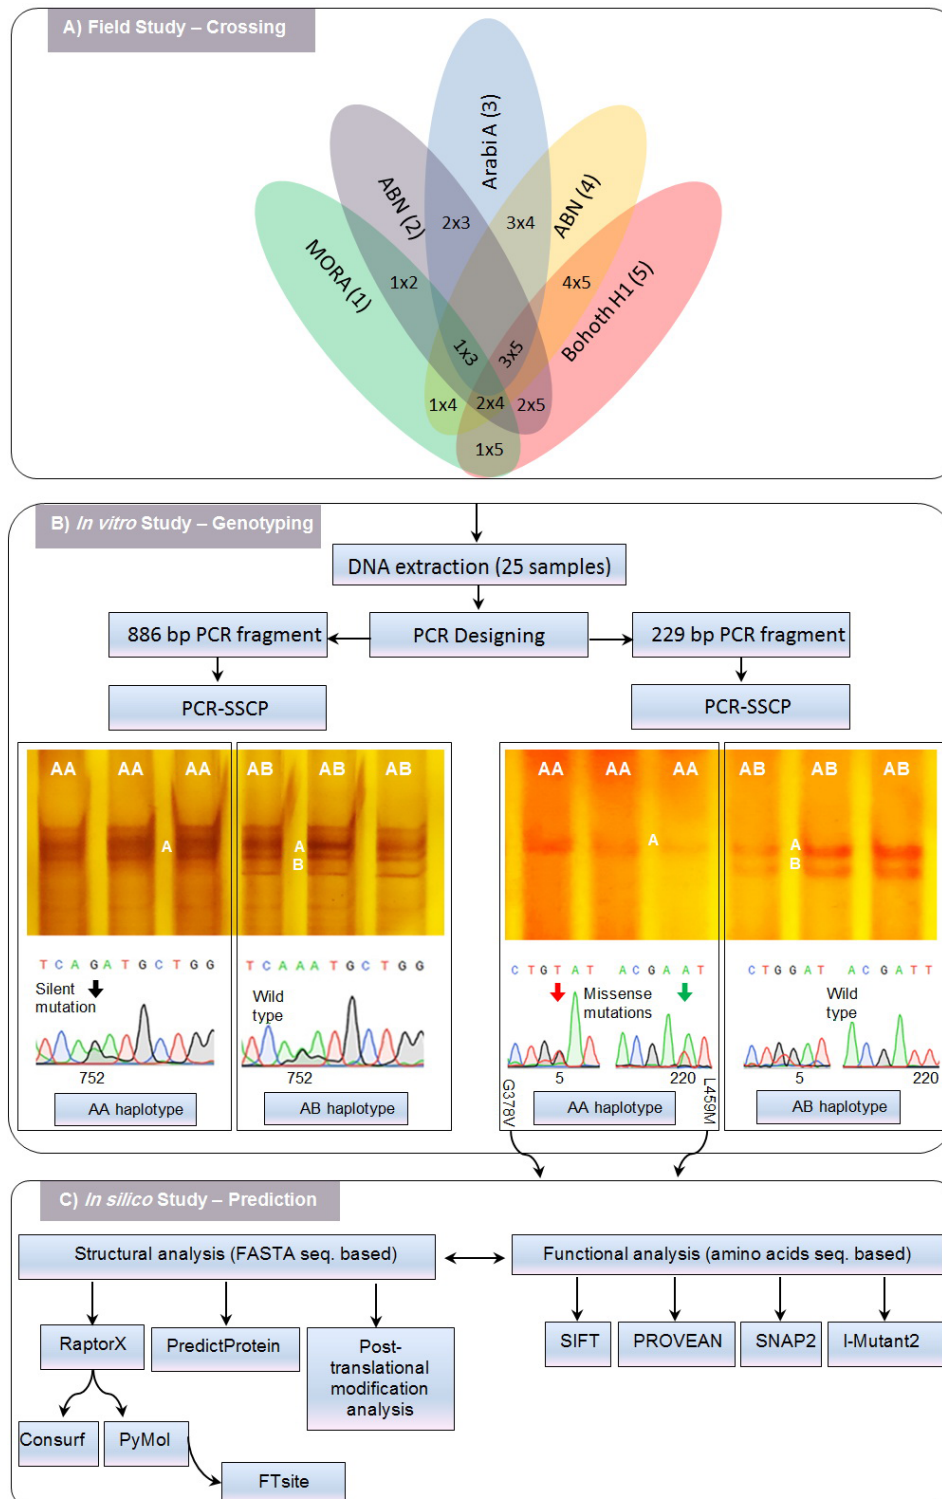 A) Field Study – Crossing
MORA (1)
ABN (2)
Arabi A (3)
ABN (4)
Bohoth H1 (5)
2x3
3x4
1x2
4x5
1x3
3x5
1x4
2x4
2x5
1x5
B) In vitro Study – Genotyping
DNA extraction (25 samples)
886 bp PCR fragment
PCR Designing
229 bp PCR fragment
PCR-SSCP
PCR-SSCP
AA AA AA AB AB AB
A
A
B
AA AA AA AB AB AB
A
A
B
T C A G A T G C T G G
T C A A A T G C T G G
C T G T A T A C G A A T
C T G G A T A C G A T T
Silent
mutation
Wild
type
Missense
mutations
Wild
type
752
752
5
220
5
220
G378V
L459M
AA haplotype
AB haplotype
AA haplotype
AB haplotype
C) In silico Study – Prediction
Structural analysis (FASTA seq. based)
Functional analysis (amino acids seq. based)
RaptorX
PredictProtein
Post-
translational
modification
analysis
SIFT
PROVEAN
SNAP2
I-Mutant2
Consurf
PyMol
FTsite